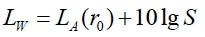 L_W = L_A(r_0) + 10 lg S